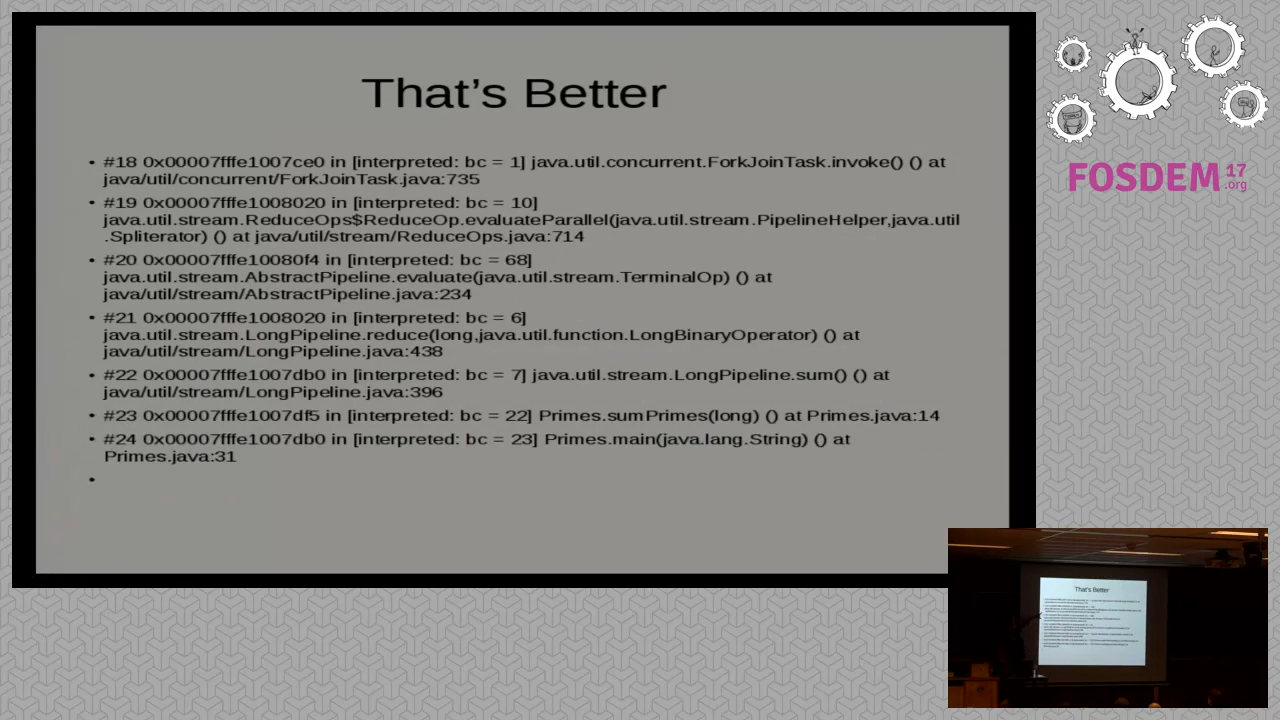 That's Better
• #18 0x00007fffe1007ce0 in [interpreted: bc = 1] java.util.concurrent.ForkJoinTask.invoke() () at
java/util/concurrent/ForkJoinTask.java:735
• #19 0x00007fffe1008020 in [interpreted: bc = 10]
java.util.stream.ReduceOps$ReduceOp.evaluateParallel(java.util.stream.PipelineHelper,java.util
.Spliterator) () at java/util/stream/ReduceOps.java:714
• #20 0x00007fffe10080f4 in [interpreted: bc = 68]
java.util.stream.AbstractPipeline.evaluate(java.util.stream.TerminalOp) () at
java/util/stream/AbstractPipeline.java:234
• #21 0x00007fffe1008020 in [interpreted: bc = 6]
java.util.stream.LongPipeline.reduce(long,java.util.function.LongBinaryOperator) () at
java/util/stream/LongPipeline.java:438
• #22 0x00007fffe1007db0 in [interpreted: bc = 7] java.util.stream.LongPipeline.sum() () at
java/util/stream/LongPipeline.java:396
• #23 0x00007fffe1007df5 in [interpreted: bc = 22] Primes.sumPrimes(long) () at Primes.java:14
• #24 0x00007fffe1007db0 in [interpreted: bc = 23] Primes.main(java.lang.String) () at
Primes.java:31
•
FOSDEM 17
.org
That's Better